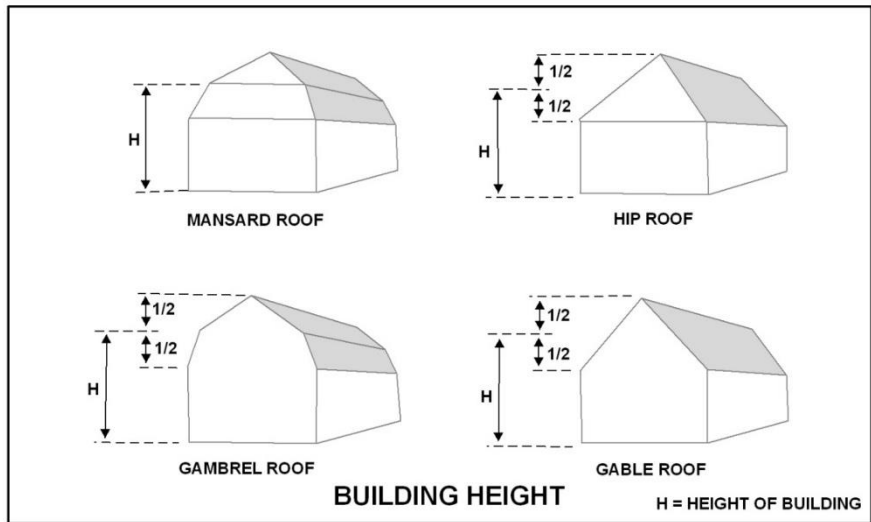 1/2
1/2
H
H
MANSARD ROOF
HIP ROOF
1/2
1/2
1/2
1/2
H
H
GAMBREL ROOF
GABLE ROOF
BUILDING HEIGHT
H = HEIGHT OF BUILDING